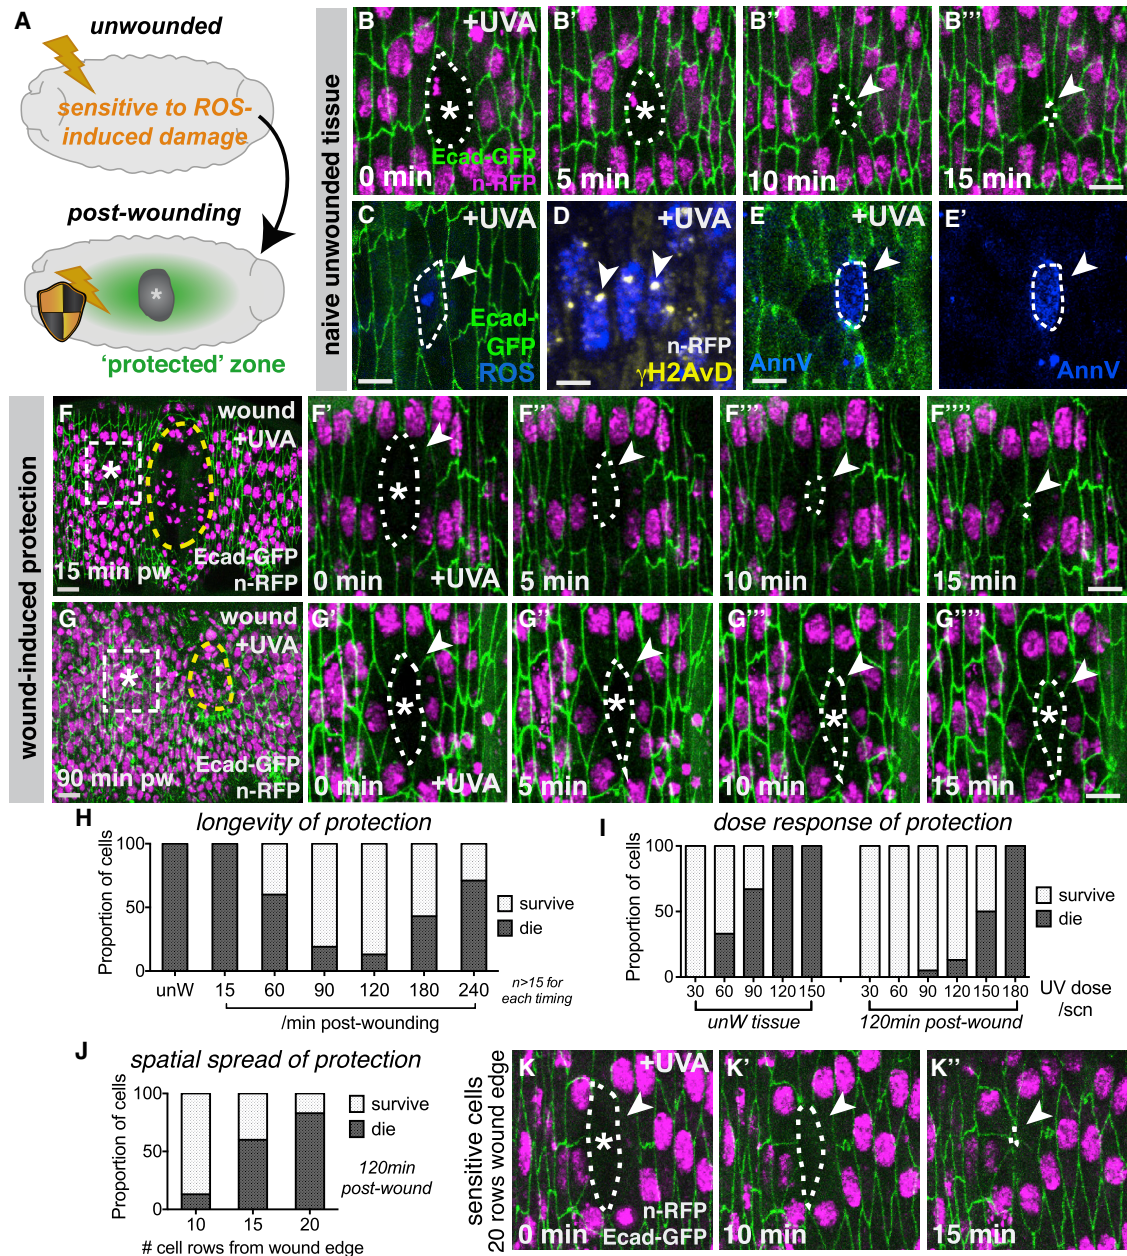 A
unwounded
sensitive to ROS-
induced damage
post-wounding
*
'protected' zone
naive unwounded tissue
B
+UVA
*
Ecad-GFP
n-RFP
0 min
B'
*
5 min
B''
10 min
B'''
15 min
C
+UVA
Ecad-
GFP
ROS
D
+UVA
n-RFP
γH2AvD
E
+UVA
AnnV
E'
AnnV
wound-induced protection
F
wound
+UVA
*
Ecad-GFP
15 min pw
n-RFP
F'
*
0 min
+UVA
F''
5 min
F'''
10 min
F''''
15 min
G
wound
+UVA
*
Ecad-GFP
90 min pw
n-RFP
G'
*
0 min
+UVA
G''
*
5 min
G'''
*
10 min
G''''
*
15 min
H
longevity of protection
Proportion of cells
100
50
0
survive
die
unW 15 60 90 120 180 240
/min post-wounding
n>15 for
each timing
I
dose response of protection
Proportion of cells
100
50
0
survive
die
30 60 90 120 150 30 60 90 120 150 180
UV dose
/scn
unW tissue
120min post-wound
J
spatial spread of protection
Proportion of cells
100
50
0
survive
die
120min
post-wound
10 15 20
# cell rows from wound edge
sensitive cells
20 rows wound edge
K
+UVA
*
n-RFP
0 min
Ecad-GFP
K'
10 min
K''
15 min